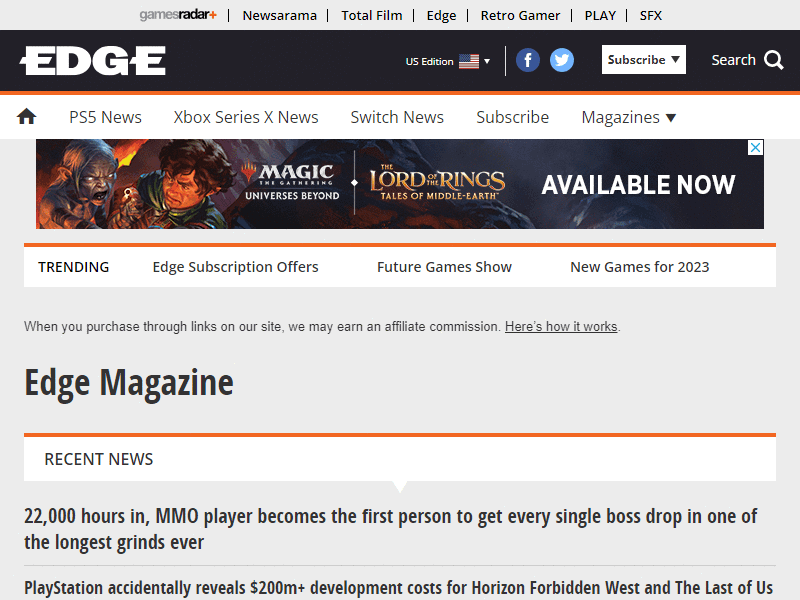 gamesradar+ Newsarama Total Film Edge Retro Gamer PLAY SFX
EDGE US Edition Subscribe Search
PS5 News Xbox Series X News Switch News Subscribe Magazines
MAGIC THE GATHERING UNIVERSES BEYOND
THE LORD OF THE RINGS TALES OF MIDDLE-EARTH™
AVAILABLE NOW
TRENDING Edge Subscription Offers Future Games Show New Games for 2023
When you purchase through links on our site, we may earn an affiliate commission. Here's how it works.
Edge Magazine
RECENT NEWS
22,000 hours in, MMO player becomes the first person to get every single boss drop in one of
the longest grinds ever
PlayStation accidentally reveals $200m+ development costs for Horizon Forbidden West and The Last of Us